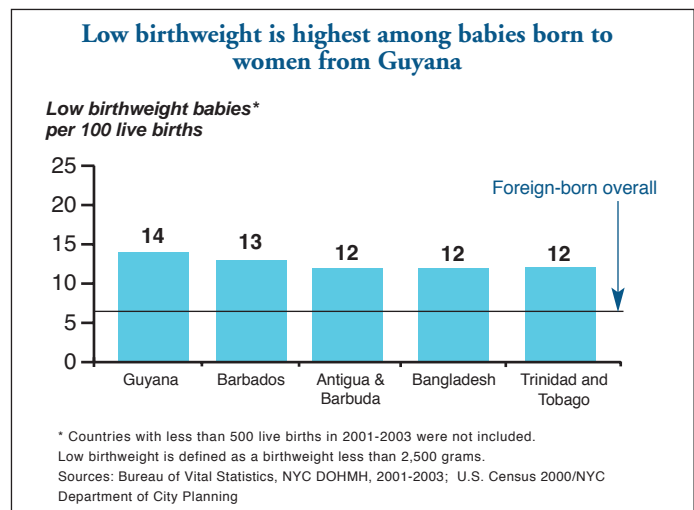 Low birthweight is highest among babies born to
women from Guyana
Low birthweight babies*
per 100 live births
25
20
15
10
5
0
Foreign-born overall
14
13
12
12
12
Guyana
Barbados
Antigua &
Barbuda
Bangladesh
Trinidad and
Tobago
* Countries with less than 500 live births in 2001-2003 were not included.
Low birthweight is defined as a birthweight less than 2,500 grams.
Sources: Bureau of Vital Statistics, NYC DOHMH, 2001-2003; U.S. Census 2000/NYC
Department of City Planning